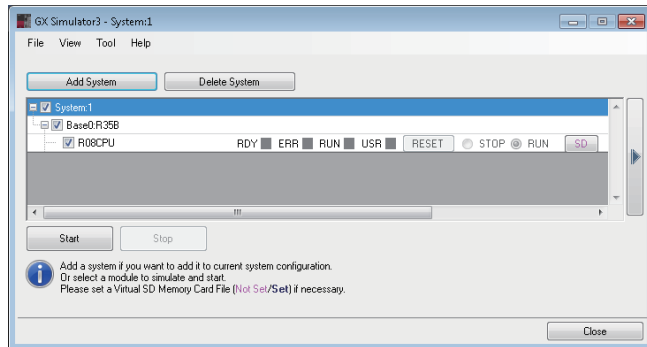 GX Simulator3 - System:1
File View Tool Help
Add System Delete System
System:1
Base0:R35B
R08CPU RDY ERR RUN USR RESET STOP RUN SD
Start Stop
Add a system if you want to add it to current system configuration.
Or select a module to simulate and start.
Please set a Virtual SD Memory Card File (Not Set/Set) if necessary.
Close